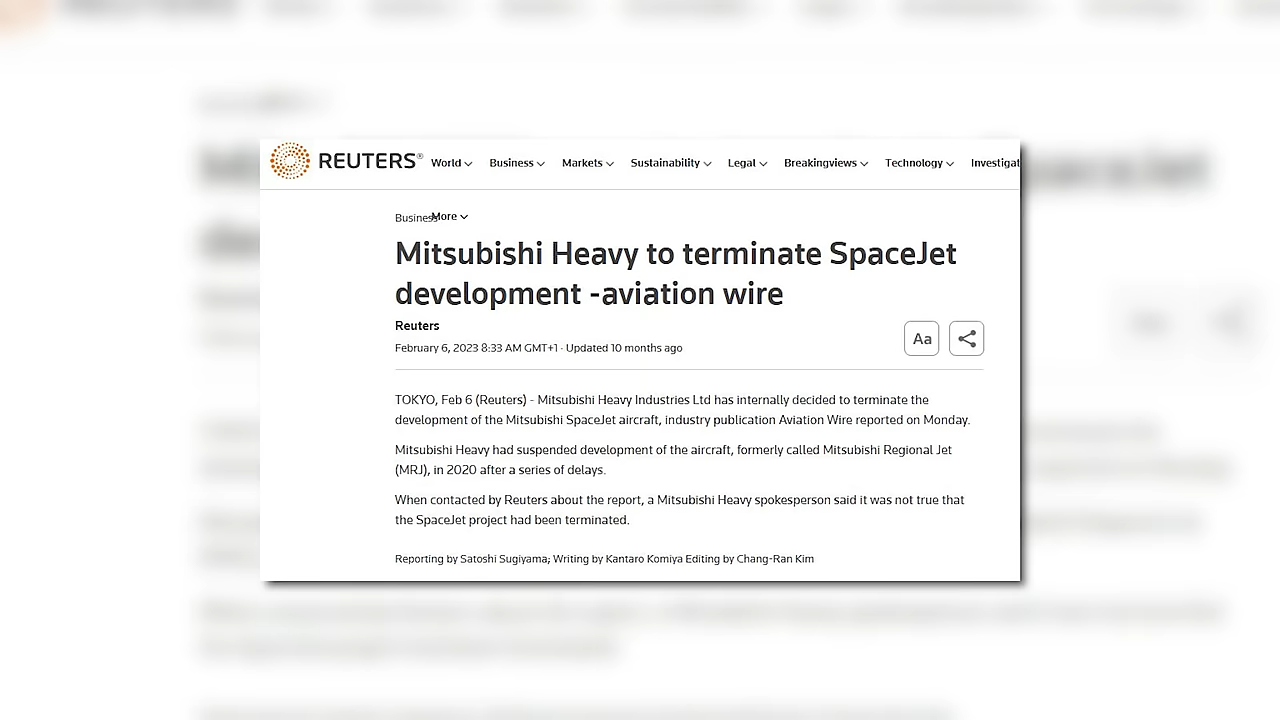 REUTERS® World Business Markets Sustainability Legal Breakingviews Technology Investigat
Business More
Mitsubishi Heavy to terminate SpaceJet
development -aviation wire
Reuters
February 6, 2023 8:33 AM GMT+1 · Updated 10 months ago
Aa
TOKYO, Feb 6 (Reuters) - Mitsubishi Heavy Industries Ltd has internally decided to terminate the
development of the Mitsubishi SpaceJet aircraft, industry publication Aviation Wire reported on Monday.
Mitsubishi Heavy had suspended development of the aircraft, formerly called Mitsubishi Regional Jet
(MRJ), in 2020 after a series of delays.
When contacted by Reuters about the report, a Mitsubishi Heavy spokesperson said it was not true that
the SpaceJet project had been terminated.
Reporting by Satoshi Sugiyama; Writing by Kantaro Komiya Editing by Chang-Ran Kim